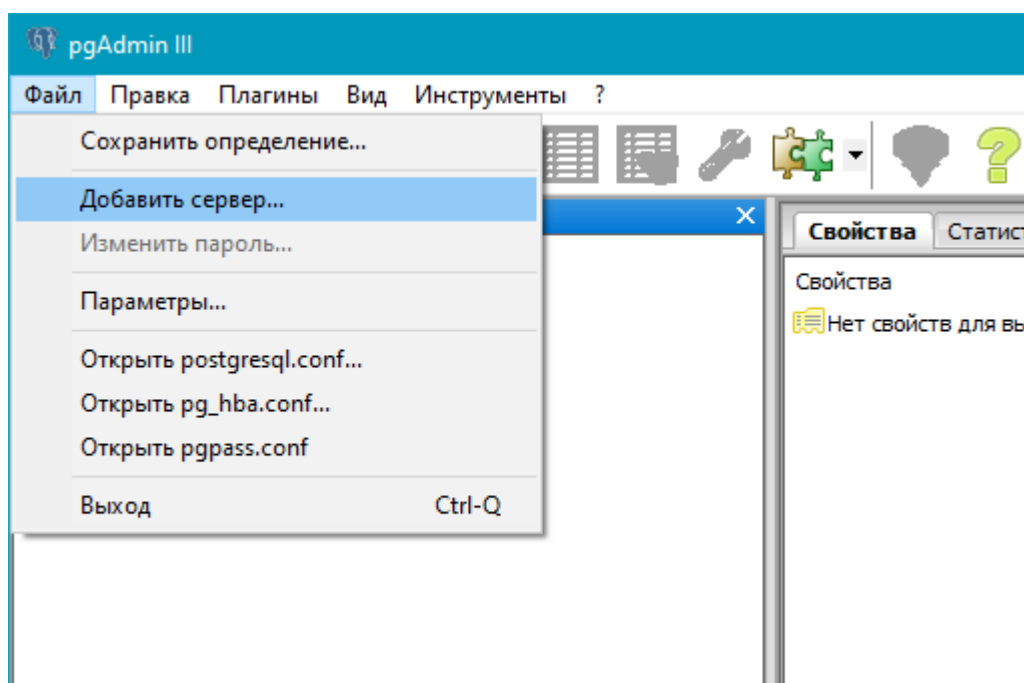 pgAdmin III
Файл Правка Плагины Вид Инструменты ?
Сохранить определение...
Добавить сервер...
Изменить пароль...
Параметры...
Открыть postgresql.conf...
Открыть pg_hba.conf...
Открыть pgpass.conf
Выход Ctrl-Q
Свойства Статист
Свойства
Нет свойств для вы